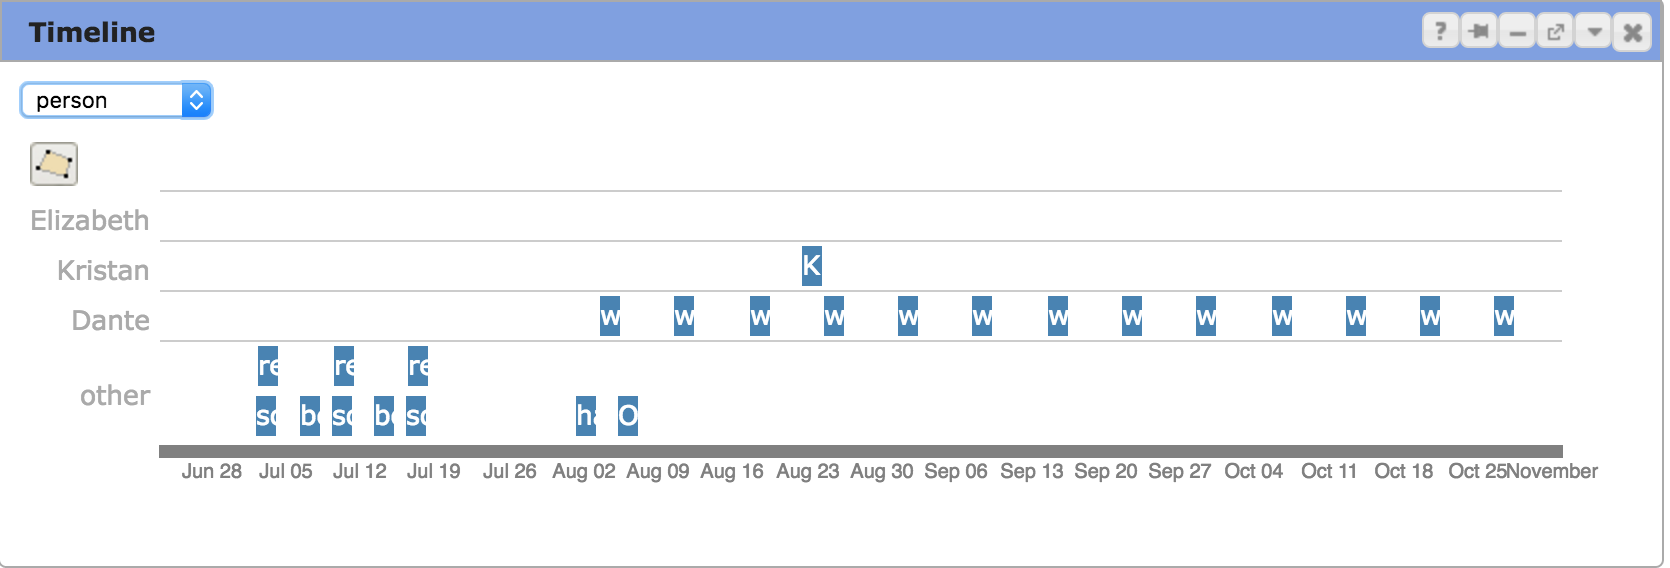 Timeline
?
person
Elizabeth
Kristan
K
Dante
w w w w w w w w w w w w w
re re re
other
sc be sc be sc ha O
Jun 28 Jul 05 Jul 12 Jul 19 Jul 26 Aug 02 Aug 09 Aug 16 Aug 23 Aug 30 Sep 06 Sep 13 Sep 20 Sep 27 Oct 04 Oct 11 Oct 18 Oct 25 November